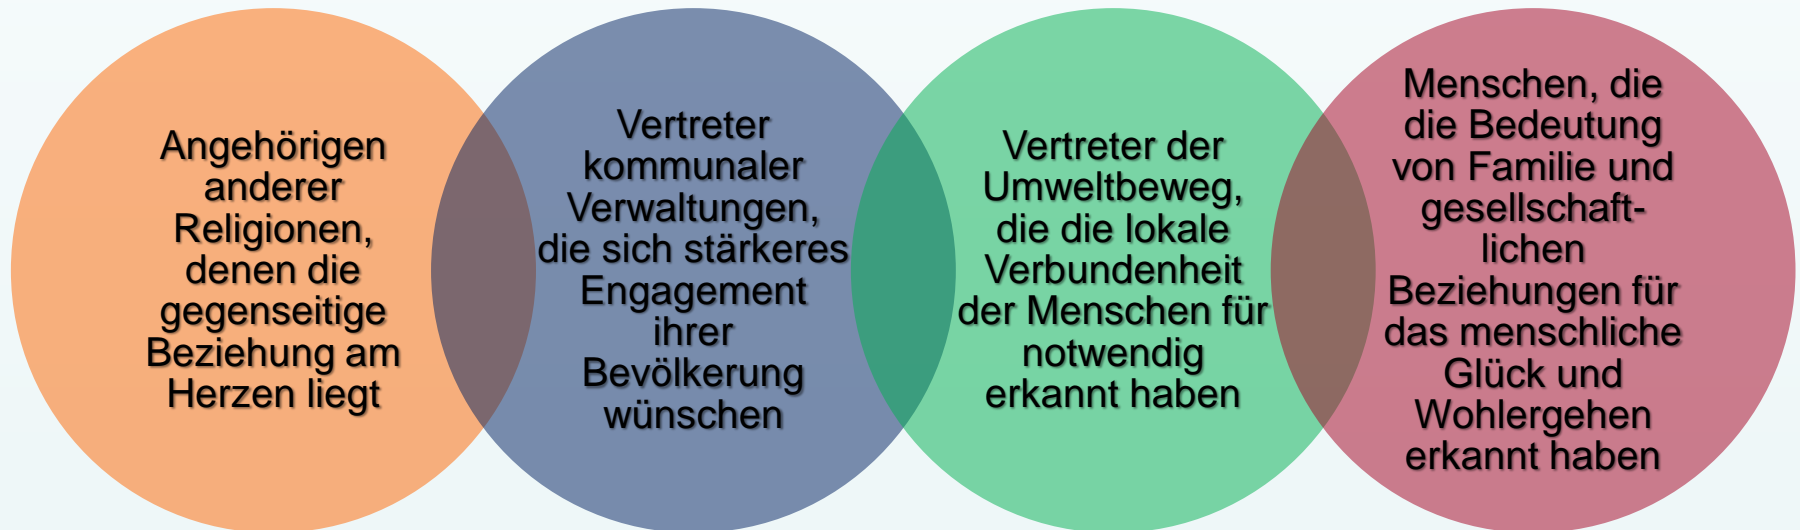 Angehörigen
anderer
Religionen,
denen die
gegenseitige
Beziehung am
Herzen liegt
Vertreter
kommunaler
Verwaltungen,
die sich stärkeres
Engagement
ihrer
Bevölkerung
wünschen
Vertreter der
Umweltbeweg,
die die lokale
Verbundenheit
der Menschen für
notwendig
erkannt haben
Menschen, die
die Bedeutung
von Familie und
gesellschaft-
lichen
Beziehungen für
das menschliche
Glück und
Wohlergehen
erkannt haben